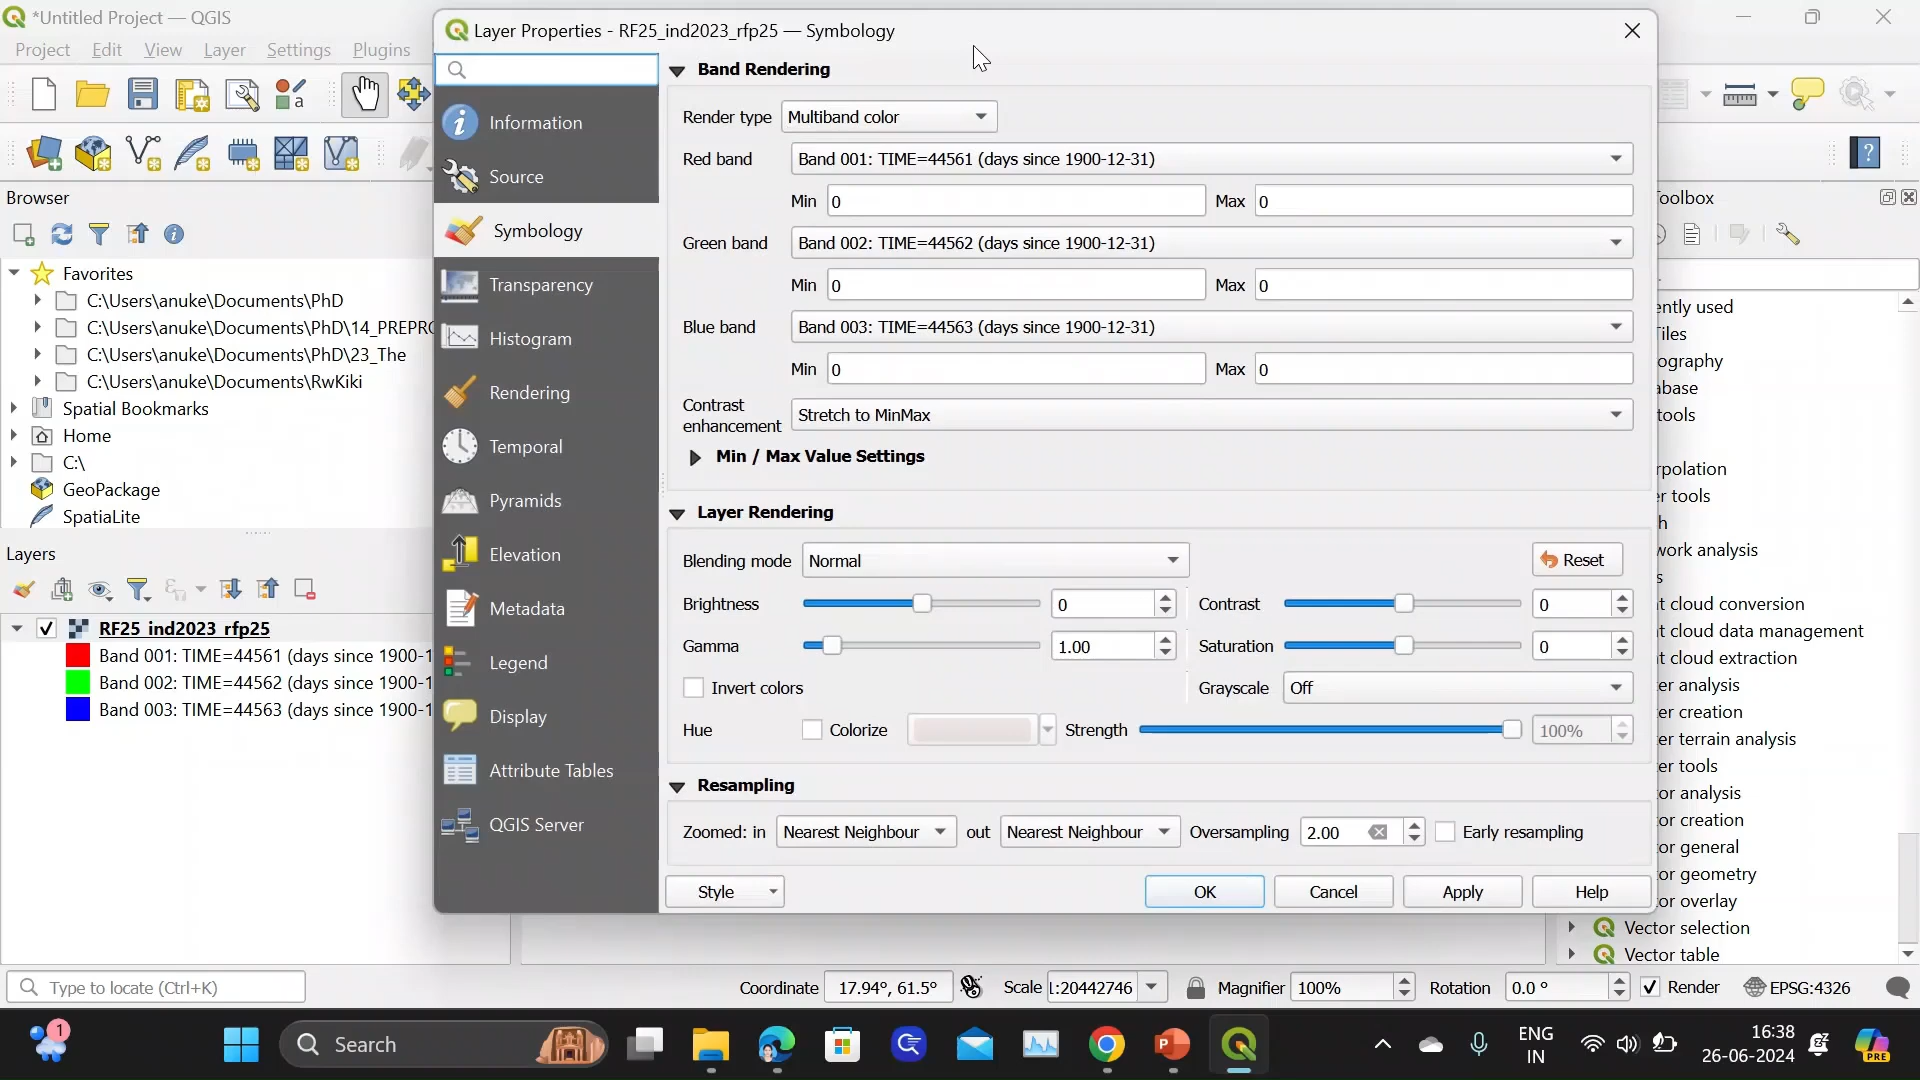 *Untitled Project — QGIS
Project Edit View Layer Settings Plugins
Browser
Favorites
C:\Users\anuke\Documents\PhD
C:\Users\anuke\Documents\PhD\14_PREPR
C:\Users\anuke\Documents\PhD\23_The
C:\Users\anuke\Documents\RwKiki
Spatial Bookmarks
Home
C:\
GeoPackage
SpatiaLite
Layers
RF25_ind2023_rfp25
Band 001: TIME=44561 (days since 1900-1
Band 002: TIME=44562 (days since 1900-1
Band 003: TIME=44563 (days since 1900-1
Layer Properties - RF25_ind2023_rfp25 — Symbology
Information
Source
Symbology
Transparency
Histogram
Rendering
Temporal
Pyramids
Elevation
Metadata
Legend
Display
Attribute Tables
QGIS Server
Band Rendering
Render type Multiband color
Red band Band 001: TIME=44561 (days since 1900-12-31)
Min 0 Max 0
Green band Band 002: TIME=44562 (days since 1900-12-31)
Min 0 Max 0
Blue band Band 003: TIME=44563 (days since 1900-12-31)
Min 0 Max 0
Contrast
enhancement Stretch to MinMax
Min / Max Value Settings
Layer Rendering
Blending mode Normal Reset
Brightness 0 Contrast 0
Gamma 1.00 Saturation 0
Invert colors Grayscale Off
Hue Colorize Strength 100%
Resampling
Zoomed: in Nearest Neighbour out Nearest Neighbour Oversampling 2.00 Early resampling
Style OK Cancel Apply Help
oolbox
ently used
Tiles
ography
abase
tools
rpolation
er tools
h
work analysis
s
t cloud conversion
t cloud data management
t cloud extraction
er analysis
er creation
er terrain analysis
er tools
or analysis
or creation
or general
or geometry
or overlay
Vector selection
Vector table
Type to locate (Ctrl+K) Coordinate 17.94°, 61.5° Scale 1:20442746 Magnifier 100% Rotation 0.0 ° Render EPSG:4326
1 Search ENG
IN 16:38
26-06-2024 PRE